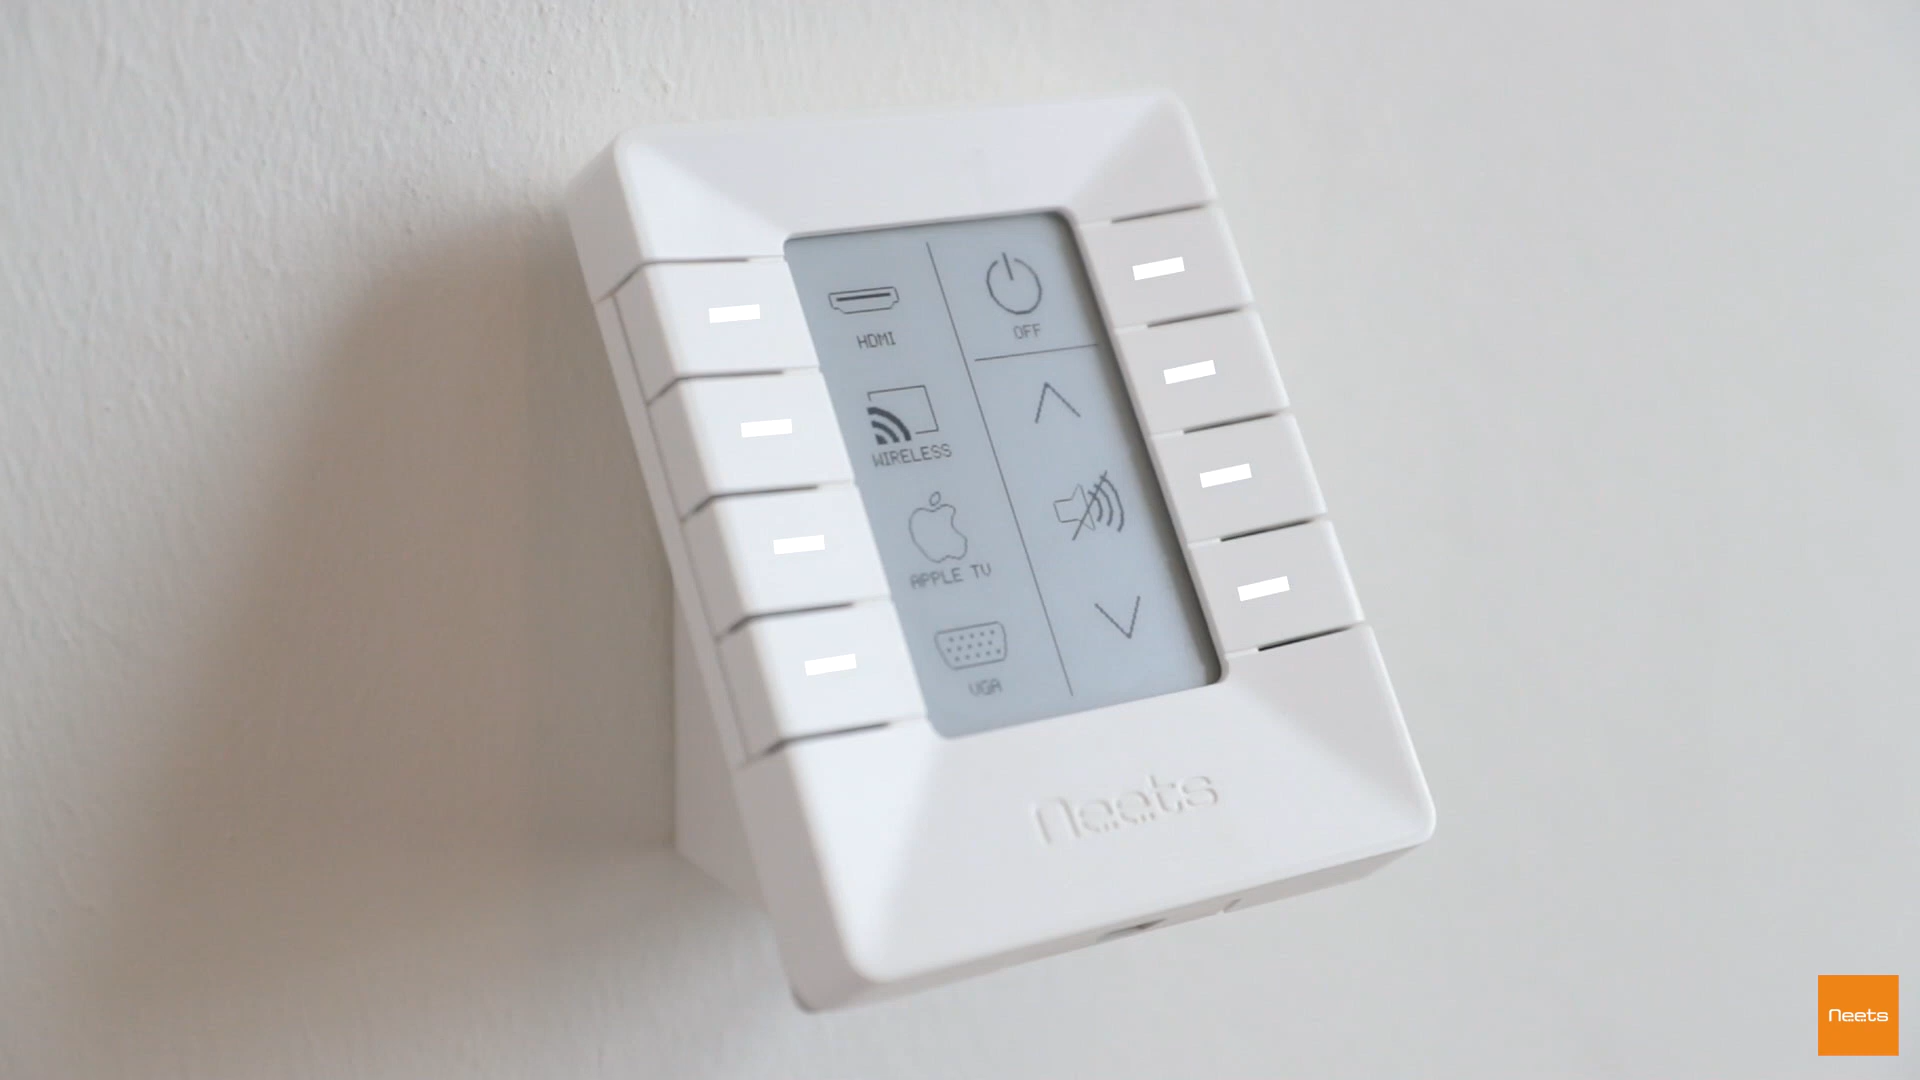 HDMI
OFF
WIRELESS
APPLE TV
VGA
Neets
Neets